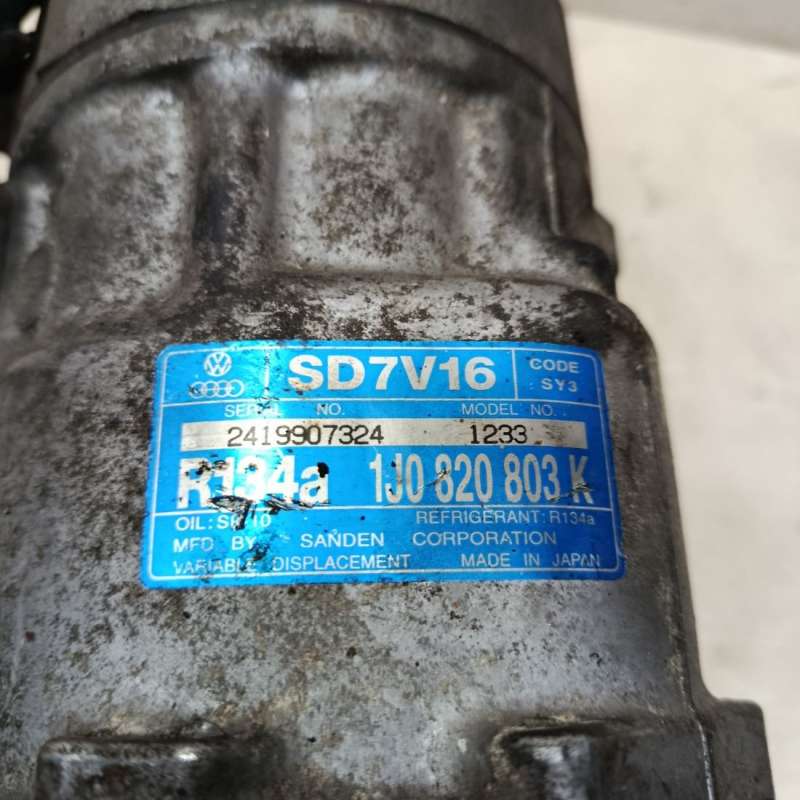 SD7V16
CODE
SY3
SERIAL NO. MODEL NO.
2419907324 1233
R134a 1J0 820 803 K
OIL: REFRIGERANT: R134a
MFD BY SANDEN CORPORATION
VARIABLE DISPLACEMENT MADE IN JAPAN